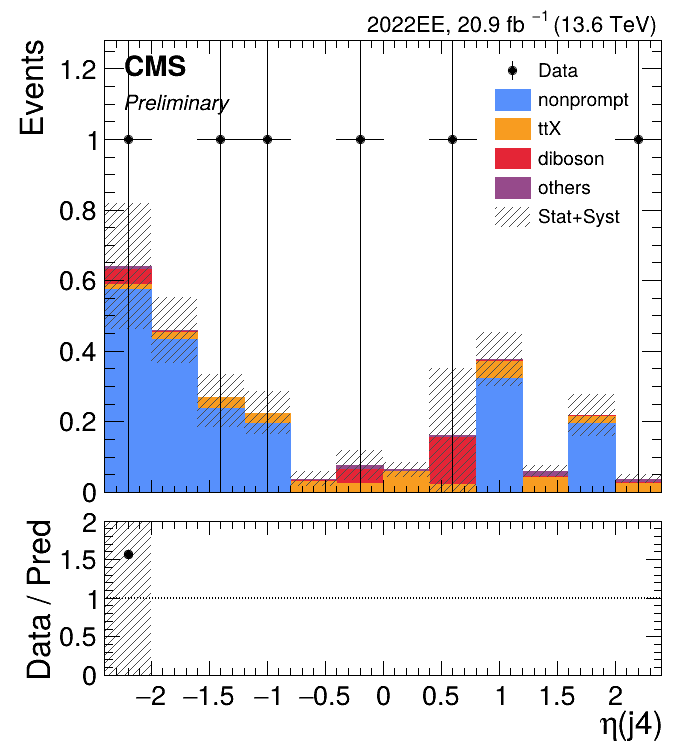 2022EE, 20.9 fb⁻¹ (13.6 TeV)
Events
CMS
Preliminary
Data
nonprompt
ttX
diboson
others
Stat+Syst
1.2
1
0.8
0.6
0.4
0.2
0
Data / Pred
2
1.5
1
0.5
0
−2 −1.5 −1 −0.5 0 0.5 1 1.5 2
η(j4)